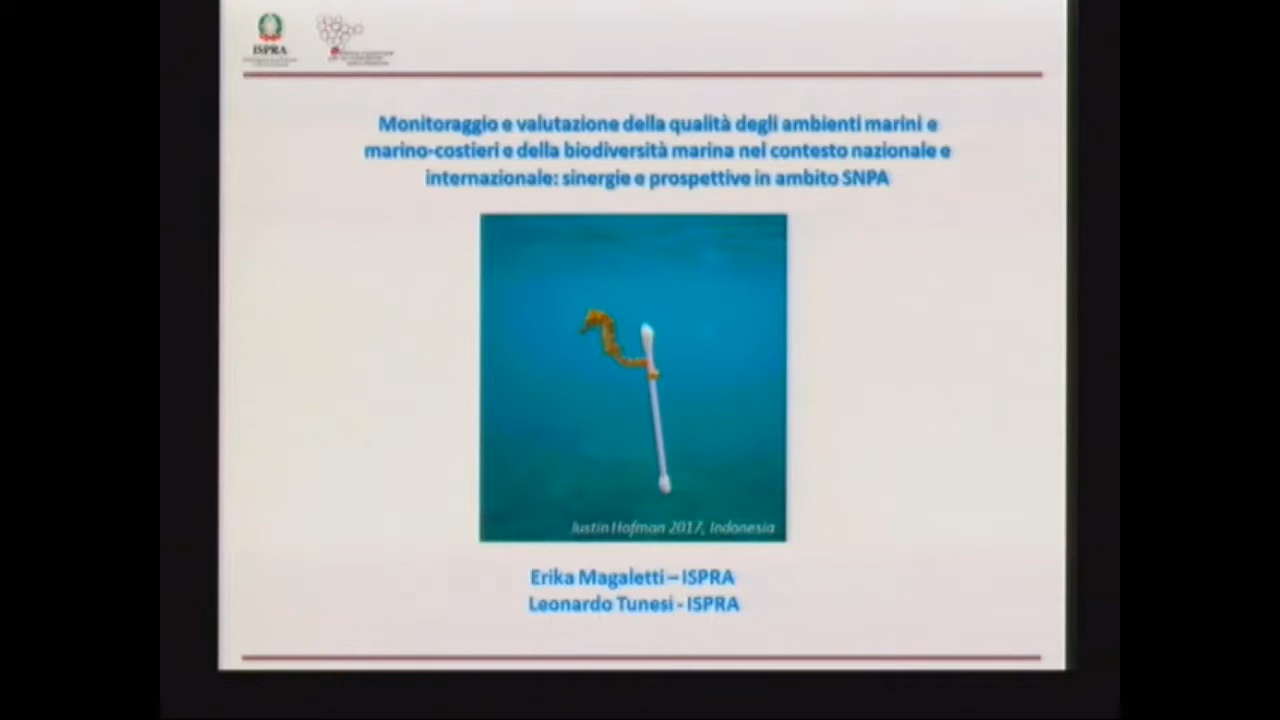 ISPRA
Monitoraggio e valutazione della qualità degli ambienti marini e
marino-costieri e della biodiversità marina nel contesto nazionale e
internazionale: sinergie e prospettive in ambito SNPA
Justin Hofman 2017, Indonesia
Erika Magaletti – ISPRA
Leonardo Tunesi - ISPRA